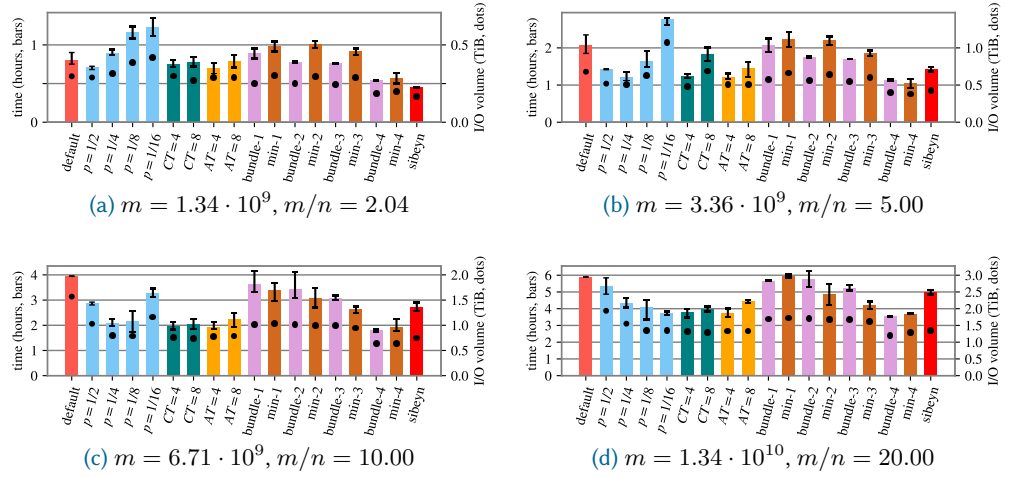 time (hours, bars)
1
0
0.5
0.0
I/O volume (TiB, dots)
default
p = 1/2
p = 1/4
p = 1/8
p = 1/16
CT = 4
CT = 8
AT = 4
AT = 8
bundle-1
min-1
bundle-2
min-2
bundle-3
min-3
bundle-4
min-4
sibeyn
(a) m = 1.34 · 10⁹, m/n = 2.04
time (hours, bars)
2
1
0
1.0
0.5
0.0
I/O volume (TiB, dots)
default
p = 1/2
p = 1/4
p = 1/8
p = 1/16
CT = 4
CT = 8
AT = 4
AT = 8
bundle-1
min-1
bundle-2
min-2
bundle-3
min-3
bundle-4
min-4
sibeyn
(b) m = 3.36 · 10⁹, m/n = 5.00
time (hours, bars)
4
3
2
1
0
2.0
1.5
1.0
0.5
0.0
I/O volume (TiB, dots)
default
p = 1/2
p = 1/4
p = 1/8
p = 1/16
CT = 4
CT = 8
AT = 4
AT = 8
bundle-1
min-1
bundle-2
min-2
bundle-3
min-3
bundle-4
min-4
sibeyn
(c) m = 6.71 · 10⁹, m/n = 10.00
time (hours, bars)
6
5
4
3
2
1
0
3.0
2.5
2.0
1.5
1.0
0.5
0.0
I/O volume (TiB, dots)
default
p = 1/2
p = 1/4
p = 1/8
p = 1/16
CT = 4
CT = 8
AT = 4
AT = 8
bundle-1
min-1
bundle-2
min-2
bundle-3
min-3
bundle-4
min-4
sibeyn
(d) m = 1.34 · 10¹⁰, m/n = 20.00